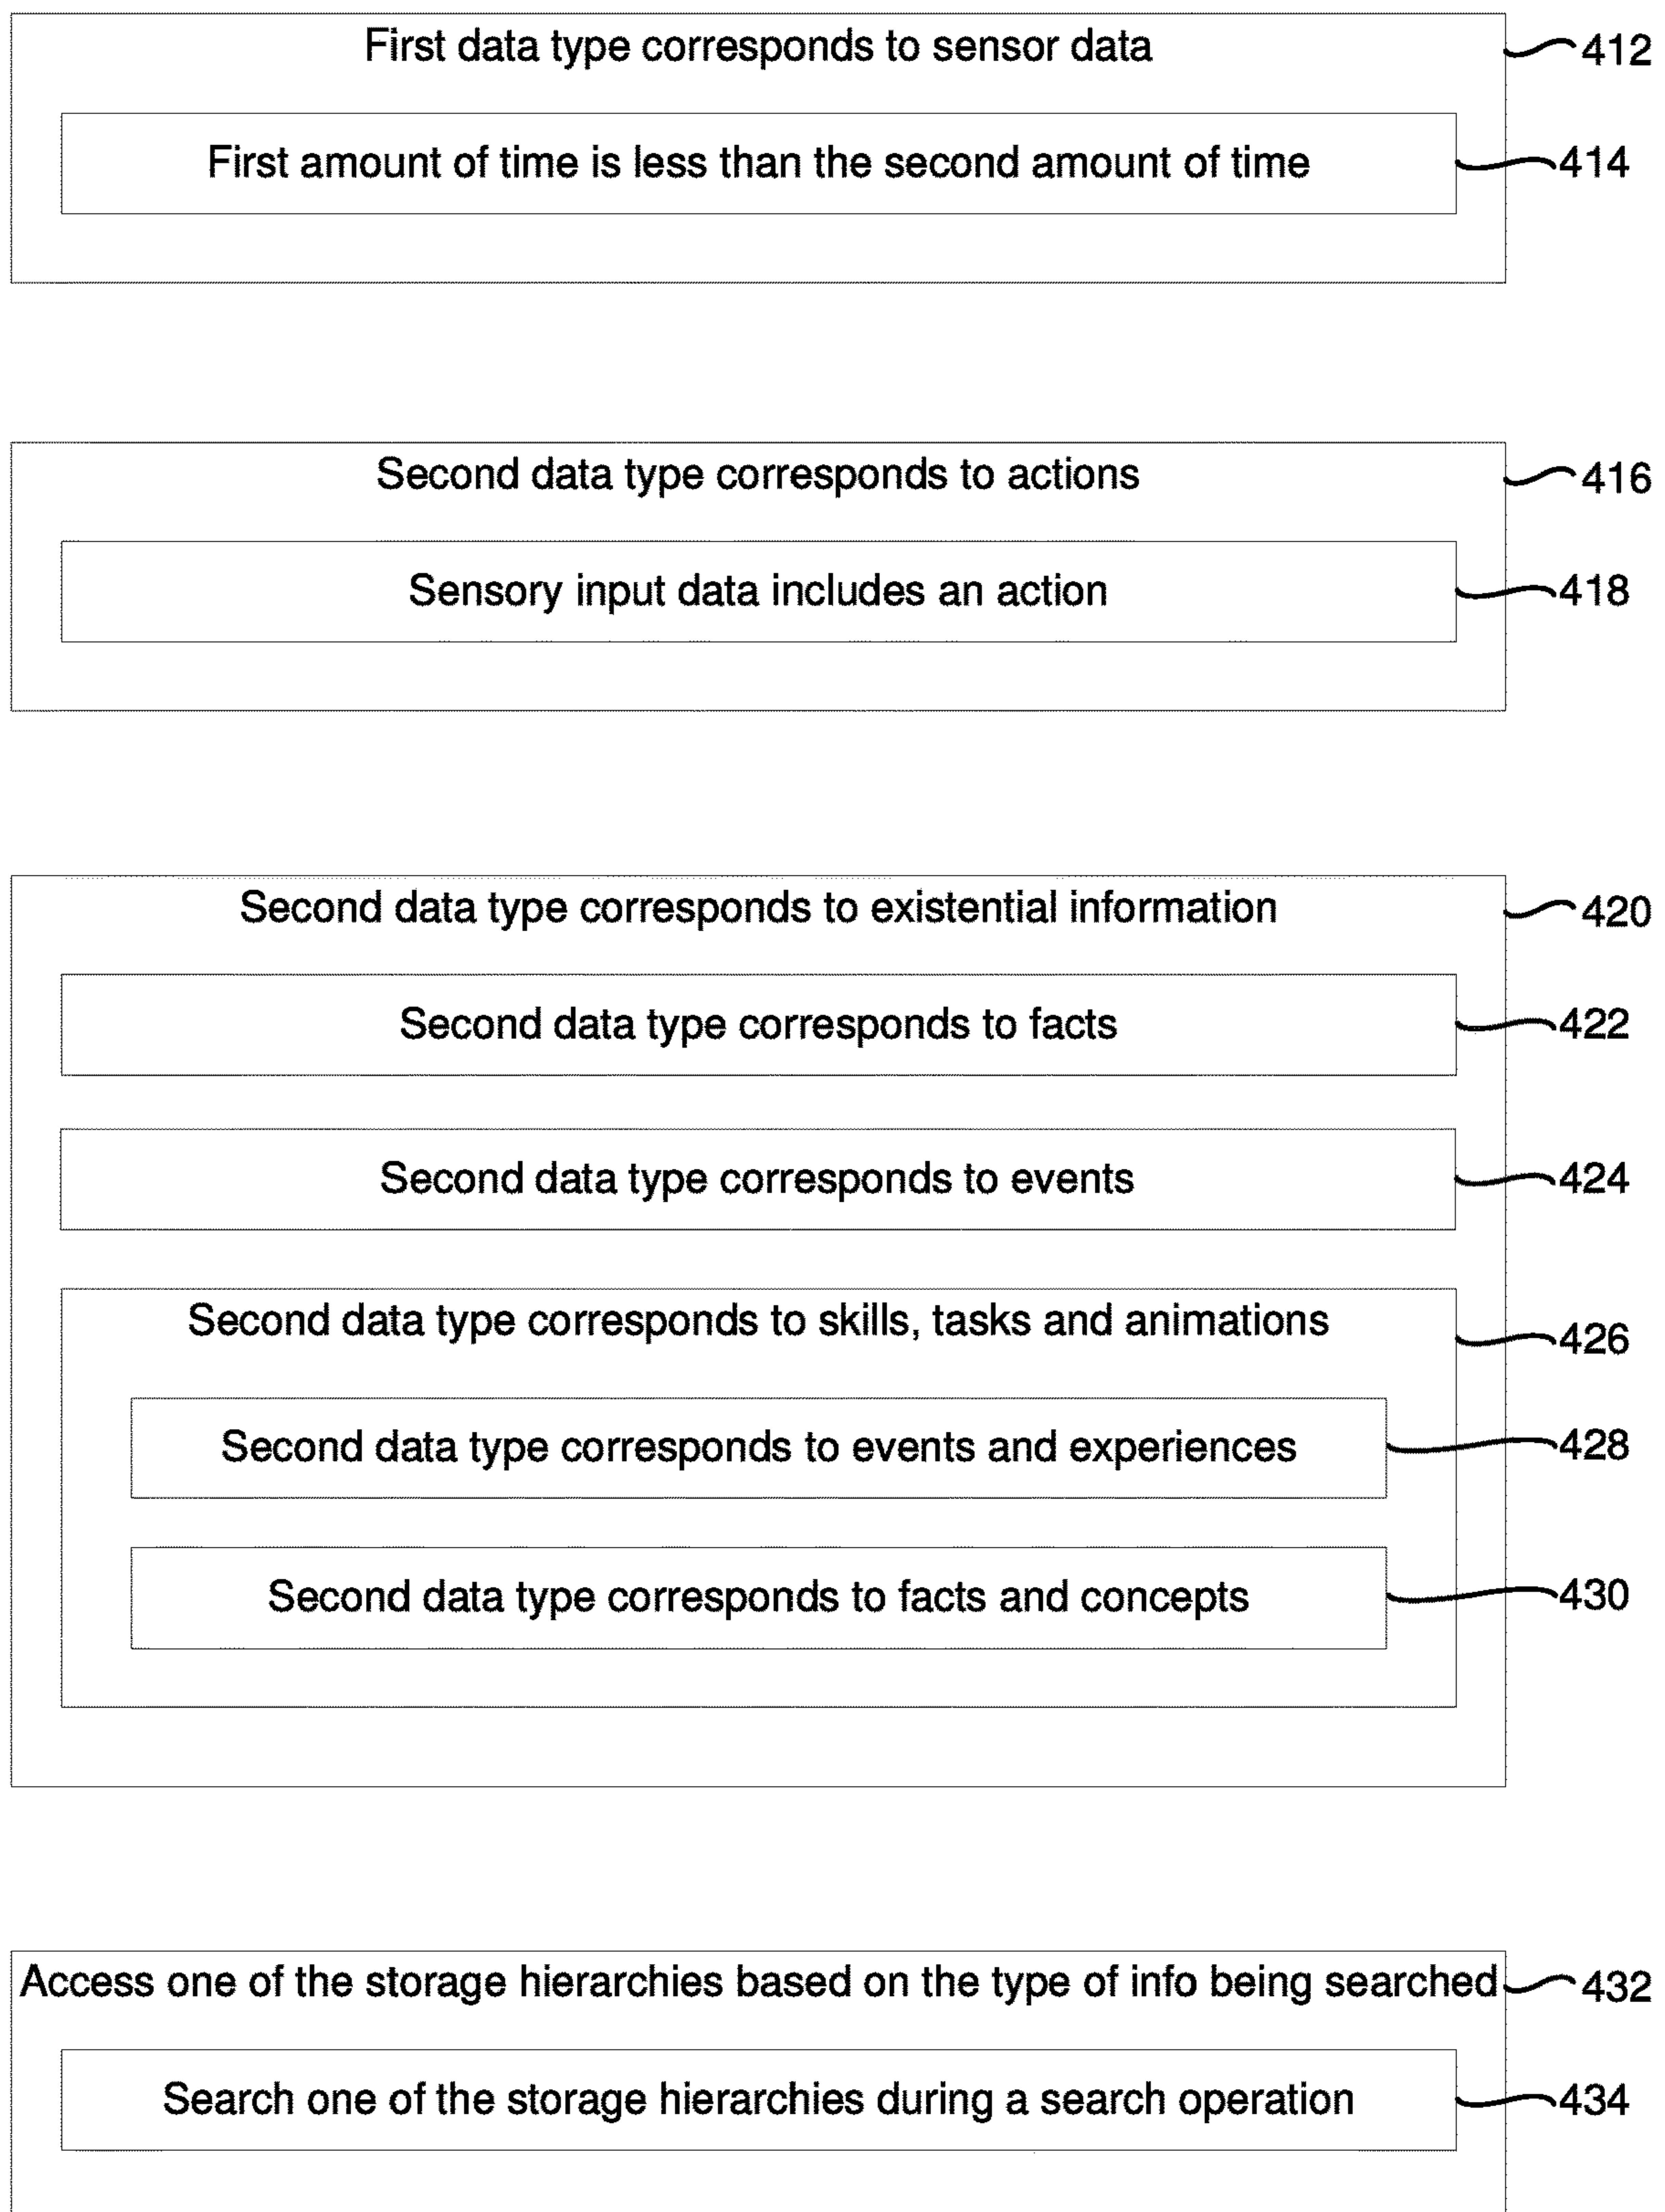 First data type corresponds to sensor data 412
First amount of time is less than the second amount of time 414
Second data type corresponds to actions 416
Sensory input data includes an action 418
Second data type corresponds to existential information 420
Second data type corresponds to facts 422
Second data type corresponds to events 424
Second data type corresponds to skills, tasks and animations 426
Second data type corresponds to events and experiences 428
Second data type corresponds to facts and concepts 430
Access one of the storage hierarchies based on the type of info being searched 432
Search one of the storage hierarchies during a search operation 434